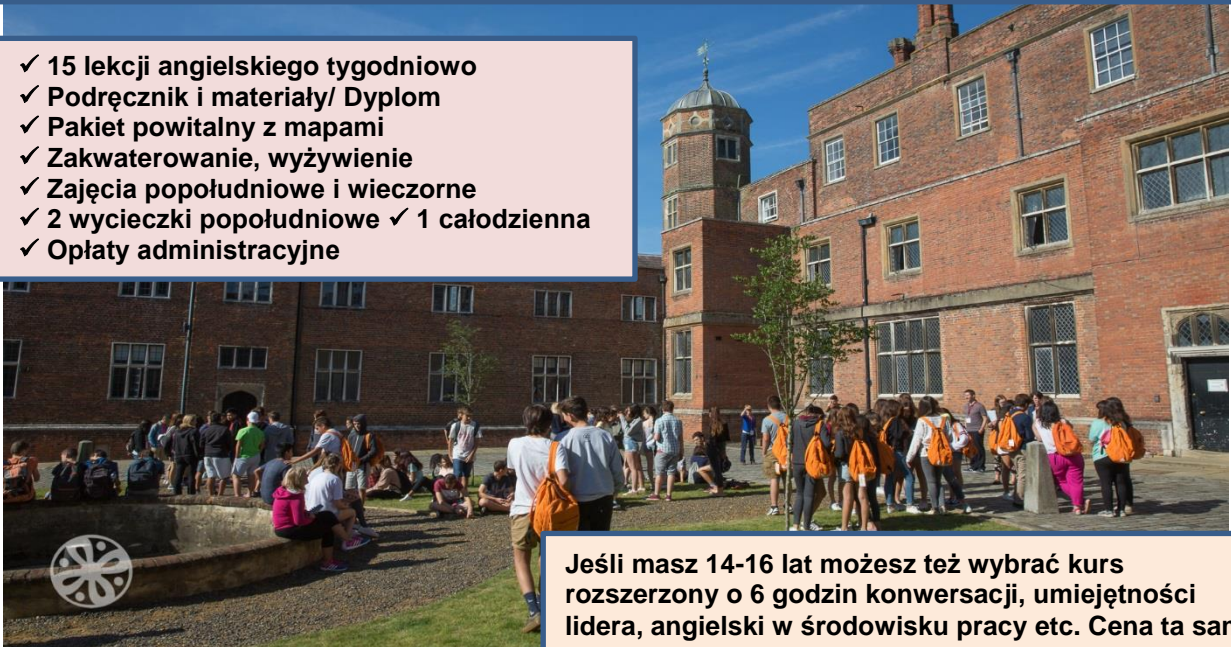 ✓ 15 lekcji angielskiego tygodniowo
✓ Podręcznik i materiały/ Dyplom
✓ Pakiet powitalny z mapami
✓ Zakwaterowanie, wyżywienie
✓ Zajęcia popołudniowe i wieczorne
✓ 2 wycieczki popołudniowe ✓ 1 całodzienna
✓ Opłaty administracyjne
Jeśli masz 14-16 lat możesz też wybrać kurs
rozszerzony o 6 godzin konwersacji, umiejętności
lidera, angielski w środowisku pracy etc. Cena ta